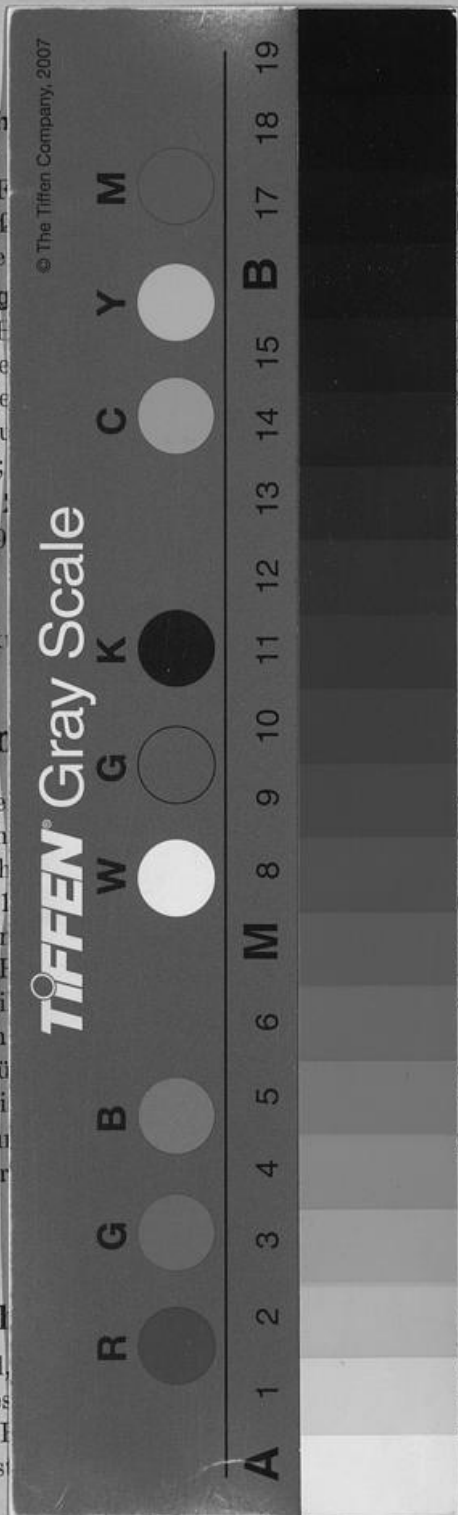 © The Tiffen Company, 2007
TIFFEN® Gray Scale
R G B W G K C Y M
A 1 2 3 4 5 6 M 8 9 10 11 12 13 14 15 B 17 18 19